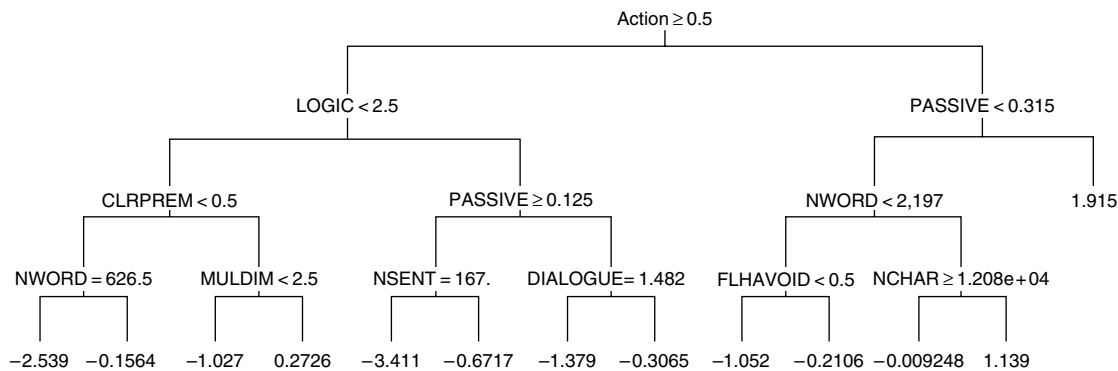 Action ≥ 0.5
LOGIC < 2.5 PASSIVE < 0.315
CLRPREM < 0.5 PASSIVE ≥ 0.125 NWORD < 2,197 1.915
NWORD = 626.5 MULDIM < 2.5 NSENT = 167. DIALOGUE= 1.482 FLHAVOID < 0.5 NCHAR ≥ 1.208e+04
−2.539 −0.1564 −1.027 0.2726 −3.411 −0.6717 −1.379 −0.3065 −1.052 −0.2106 −0.009248 1.139